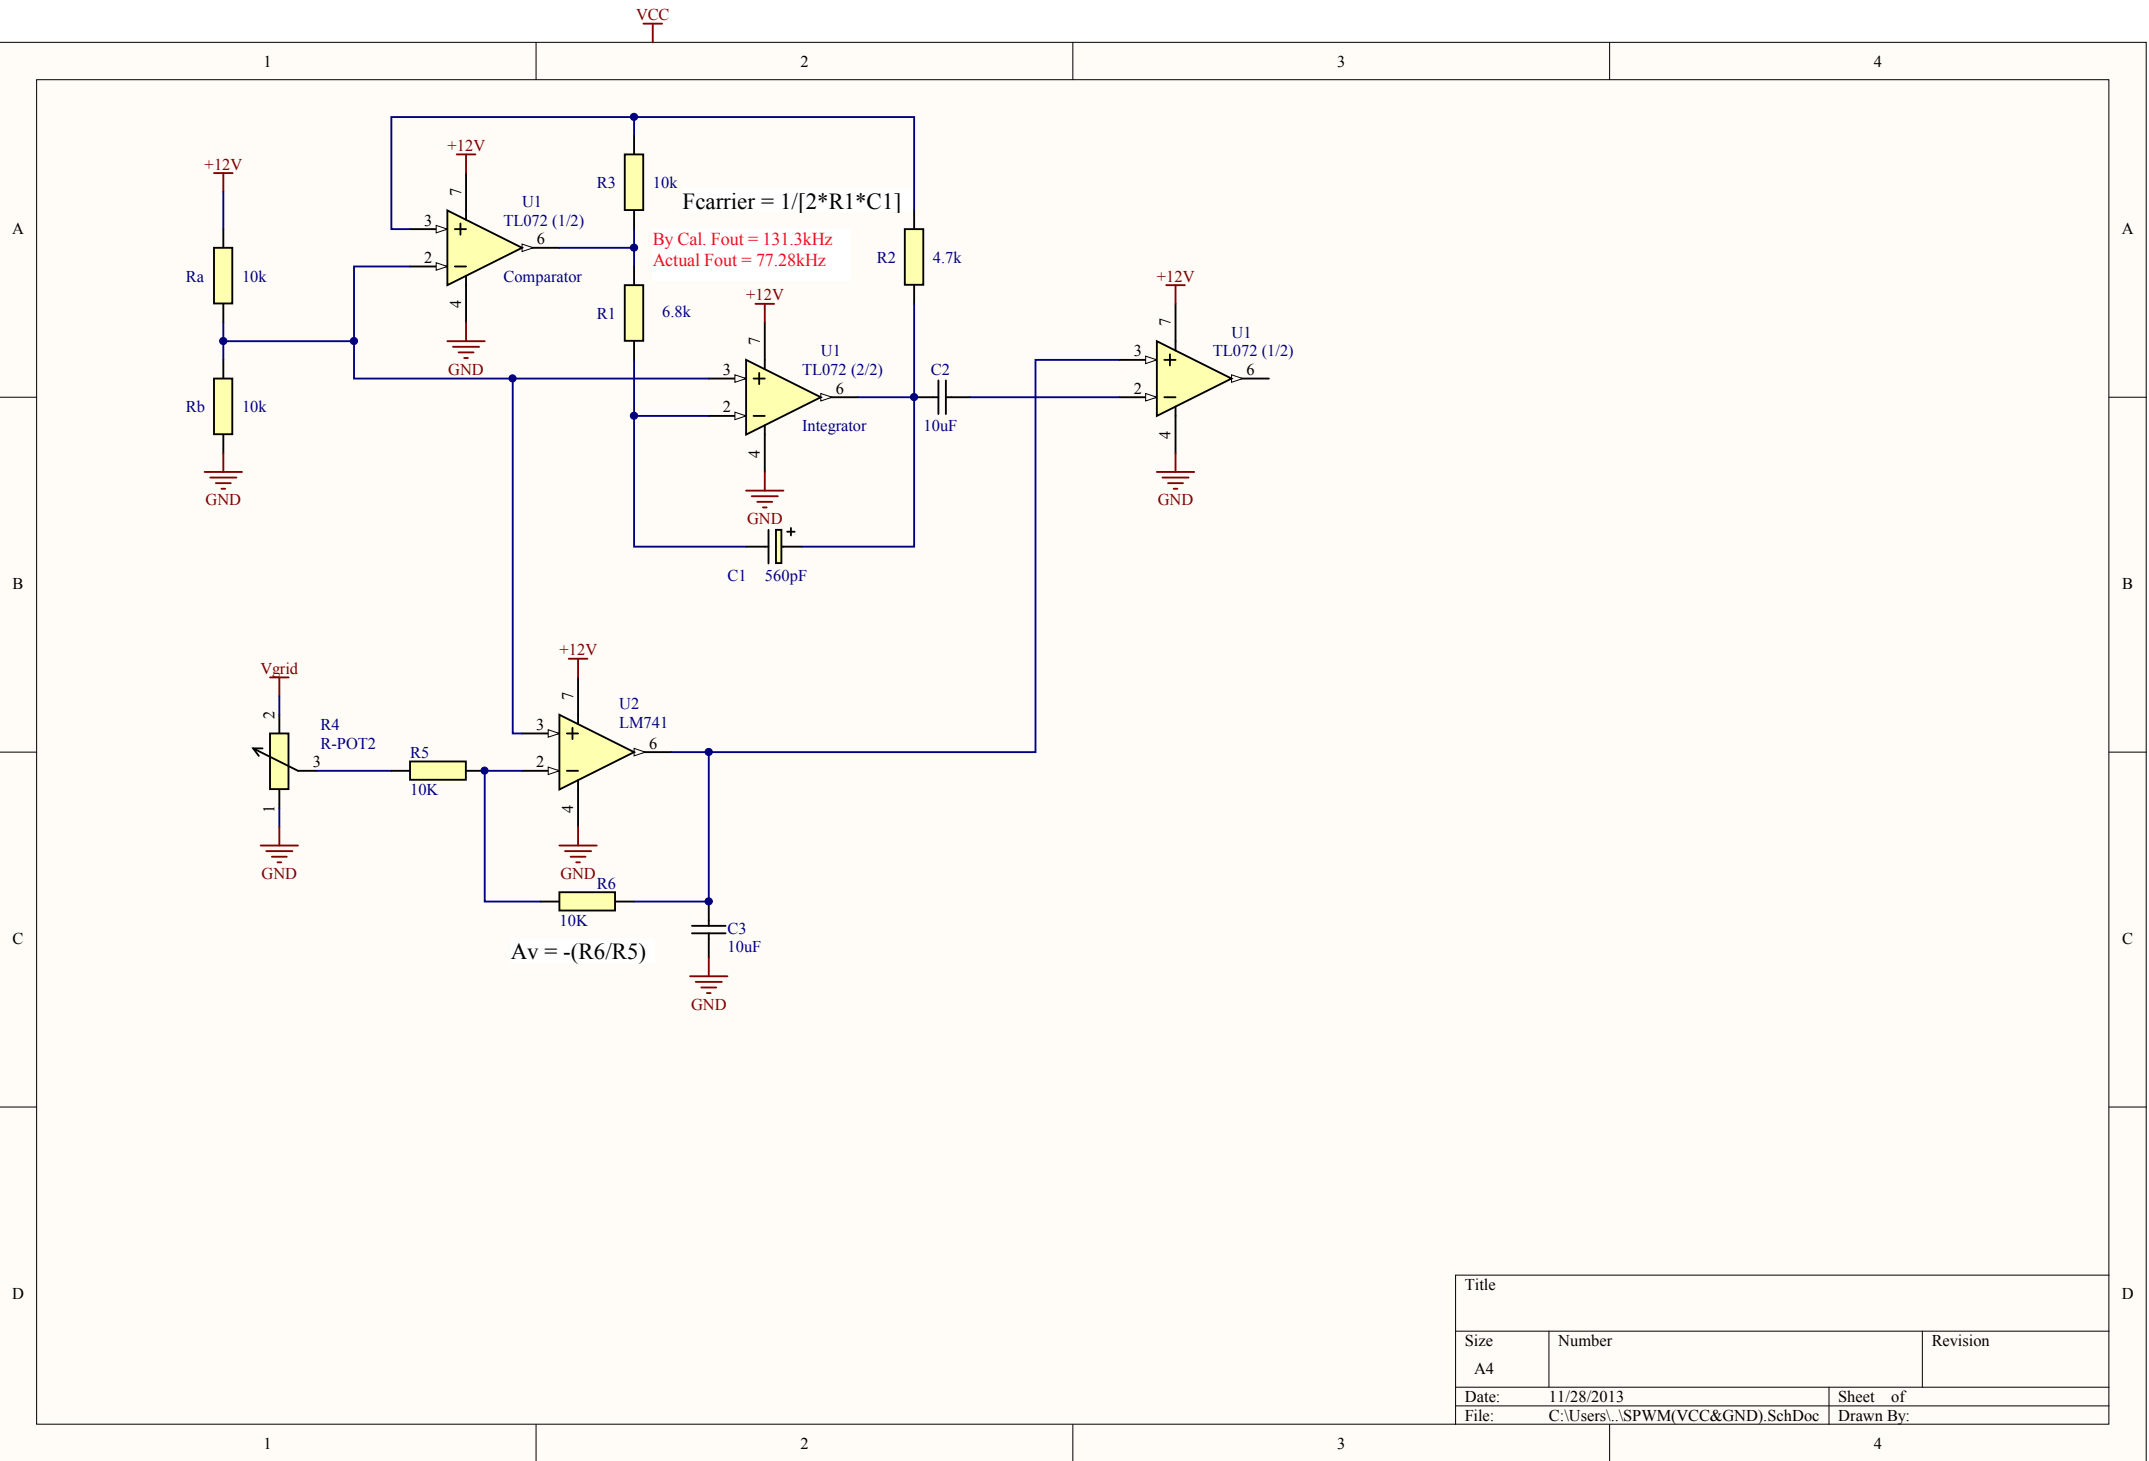 VCC
1
2
3
4
A
A
+12V
Ra
10k
Rb
10k
GND
+12V
7
U1
TL072 (1/2)
3
2
6
4
Comparator
GND
R3
10k
Fcarrier = 1/[2*R1*C1]
By Cal. Fout = 131.3kHz
Actual Fout = 77.28kHz
R1
6.8k
R2
4.7k
+12V
7
U1
TL072 (2/2)
3
2
6
4
Integrator
GND
C2
10uF
+
C1
560pF
+12V
7
U1
TL072 (1/2)
3
2
6
4
GND
B
B
Vgrid
2
R4
R-POT2
3
1
GND
R5
10K
+12V
7
U2
LM741
3
2
6
4
GND
R6
10K
Av = -(R6/R5)
C3
10uF
GND
C
C
D
D
Title
Size
Number
Revision
A4
Date:
11/28/2013
Sheet of
File:
C:\Users\..\SPWM(VCC&GND).SchDoc
Drawn By:
1
2
3
4